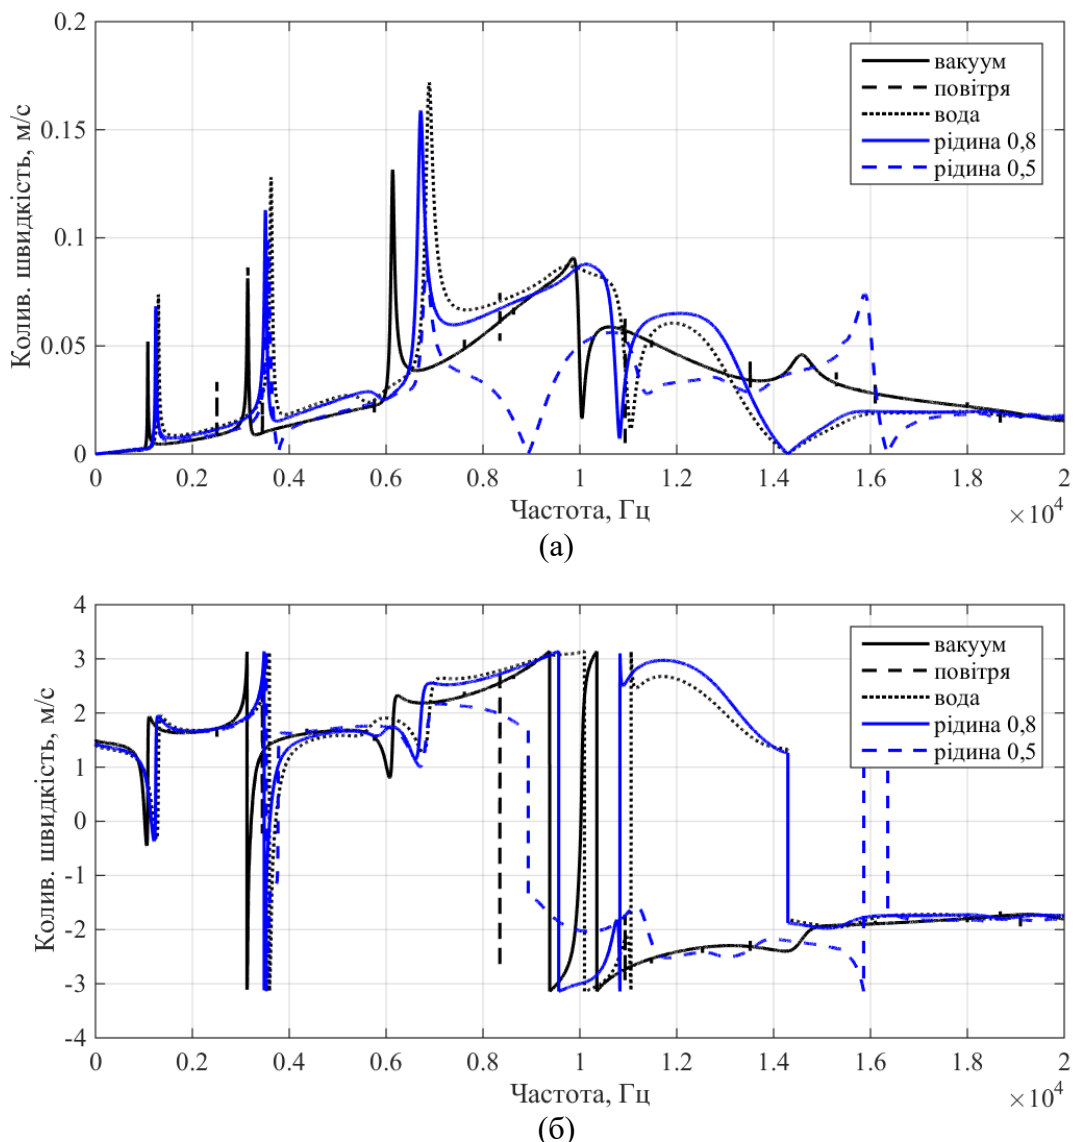 (а)
0.2
0.15
0.1
0.05
0
Колив. швидкість, м/с
вакуум
повітря
вода
рідина 0,8
рідина 0,5
0 0.2 0.4 0.6 0.8 1 1.2 1.4 1.6 1.8 2
×10⁴
Частота, Гц
(а)
4
3
2
1
0
-1
-2
-3
-4
Колив. швидкість, м/с
вакуум
повітря
вода
рідина 0,8
рідина 0,5
0 0.2 0.4 0.6 0.8 1 1.2 1.4 1.6 1.8 2
×10⁴
Частота, Гц
(б)